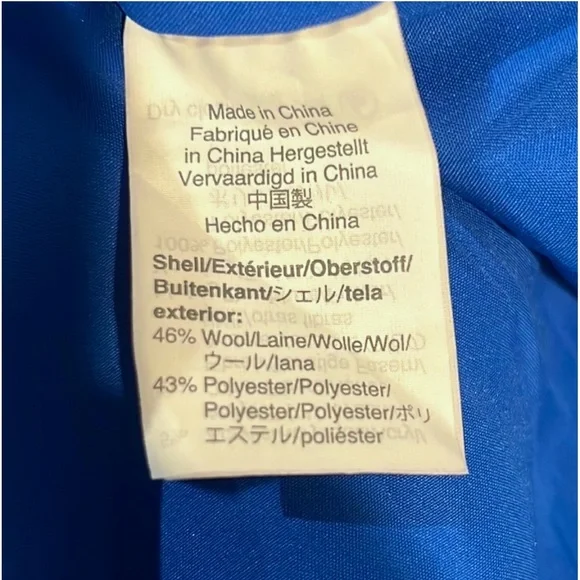 Made in China
Fabriqué en Chine
in China Hergestellt
Vervaardigd in China
中国製
Hecho en China
Shell/Extérieur/Oberstoff/
Buitenkant/シェル/tela
exterior:
46% Wool/Laine/Wolle/Wol/
ウール/lana
43% Polyester/Polyester/
Polyester/Polyester/ポリ
エステル/poliéster